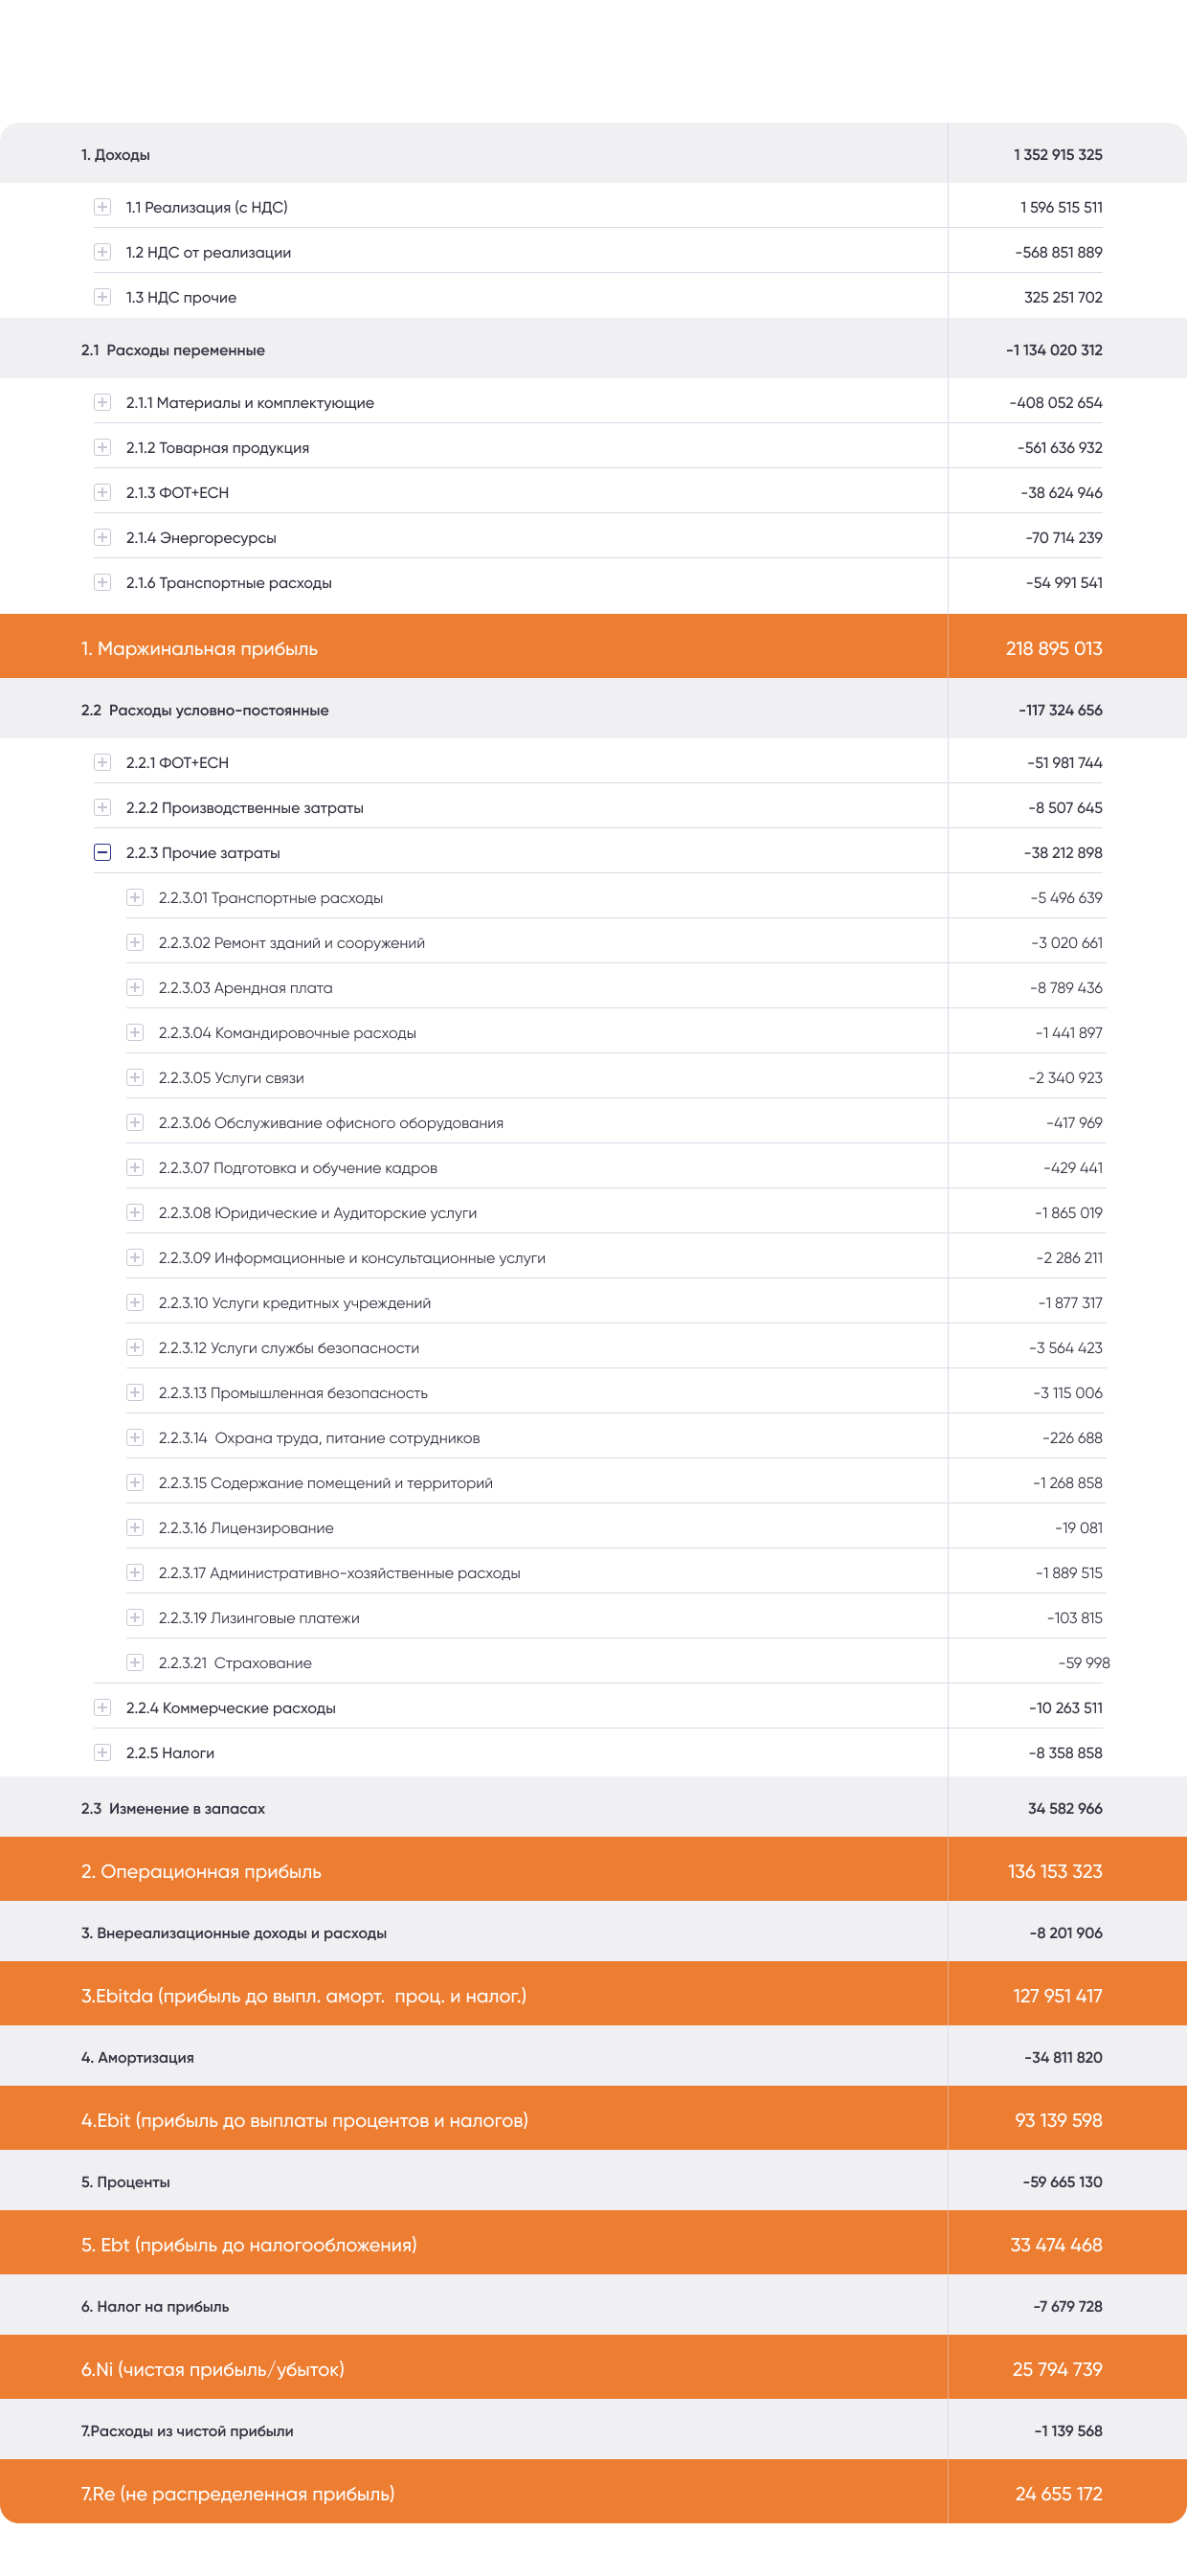 1. Доходы 1 352 915 325
1.1 Реализация (с НДС) 1 596 515 511
1.2 НДС от реализации -568 851 889
1.3 НДС прочие 325 251 702
2.1 Расходы переменные -1 134 020 312
2.1.1 Материалы и комплектующие -408 052 654
2.1.2 Товарная продукция -561 636 932
2.1.3 ФОТ+ЕСН -38 624 946
2.1.4 Энергоресурсы -70 714 239
2.1.6 Транспортные расходы -54 991 541
1. Маржинальная прибыль 218 895 013
2.2 Расходы условно-постоянные -117 324 656
2.2.1 ФОТ+ЕСН -51 981 744
2.2.2 Производственные затраты -8 507 645
2.2.3 Прочие затраты -38 212 898
2.2.3.01 Транспортные расходы -5 496 639
2.2.3.02 Ремонт зданий и сооружений -3 020 661
2.2.3.03 Арендная плата -8 789 436
2.2.3.04 Командировочные расходы -1 441 897
2.2.3.05 Услуги связи -2 340 923
2.2.3.06 Обслуживание офисного оборудования -417 969
2.2.3.07 Подготовка и обучение кадров -429 441
2.2.3.08 Юридические и Аудиторские услуги -1 865 019
2.2.3.09 Информационные и консультационные услуги -2 286 211
2.2.3.10 Услуги кредитных учреждений -1 877 317
2.2.3.12 Услуги службы безопасности -3 564 423
2.2.3.13 Промышленная безопасность -3 115 006
2.2.3.14 Охрана труда, питание сотрудников -226 688
2.2.3.15 Содержание помещений и территорий -1 268 858
2.2.3.16 Лицензирование -19 081
2.2.3.17 Административно-хозяйственные расходы -1 889 515
2.2.3.19 Лизинговые платежи -103 815
2.2.3.21 Страхование -59 998
2.2.4 Коммерческие расходы -10 263 511
2.2.5 Налоги -8 358 858
2.3 Изменение в запасах 34 582 966
2. Операционная прибыль 136 153 323
3. Внереализационные доходы и расходы -8 201 906
3.Ebitda (прибыль до выпл. аморт. проц. и налог.) 127 951 417
4. Амортизация -34 811 820
4.Ebit (прибыль до выплаты процентов и налогов) 93 139 598
5. Проценты -59 665 130
5. Ebt (прибыль до налогообложения) 33 474 468
6. Налог на прибыль -7 679 728
6.Ni (чистая прибыль/убыток) 25 794 739
7.Расходы из чистой прибыли -1 139 568
7.Re (не распределенная прибыль) 24 655 172